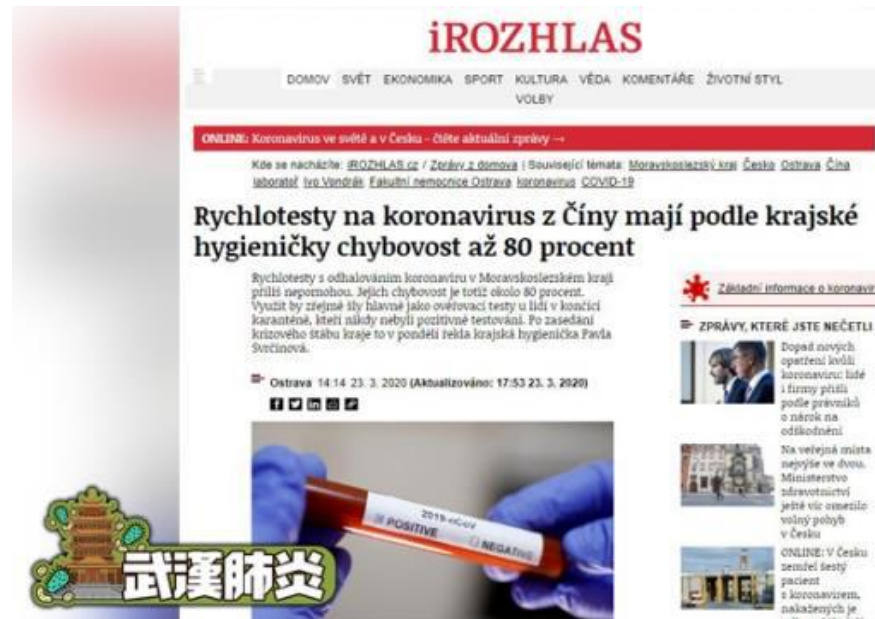 iROZHLAS
DOMOV SVĚT EKONOMIKA SPORT KULTURA VĚDA KOMENTÁŘE ŽIVOTNÍ STYL
VOLBY
ONLINE: Koronavirus ve světě a v Česku – čtěte aktuální zprávy →
Kde se nacházíte: iROZHLAS.cz / Zprávy z domova | Související témata: Moravskoslezský kraj Česko Ostrava Čína
laboratoř Ivo Vondrák Fakultní nemocnice Ostrava koronavirus COVID-19
Rychlotesty na koronavirus z Číny mají podle krajské
hygieničky chybovost až 80 procent
Rychlotesty s odhalováním koronaviru v Moravskoslezském kraji
příliš nepomohou. Jejich chybovost je totiž okolo 80 procent.
Využít by zřejmě šly hlavně jako ověřovací testy u lidí v končící
karanténě, kteří nikdy nebyli pozitivně testováni. Po zasedání
krizového štábu kraje to v pondělí řekla krajská hygienička Pavla
Svrčinová.
Ostrava 14:14 23. 3. 2020 (Aktualizováno: 17:53 23. 3. 2020)
2019-nCoV
POSITIVE
NEGATIVE
Základní informace o koronavir
ZPRÁVY, KTERÉ JSTE NEČETLI
Dopad nových
opatření kvůli
koronaviru: lidé
i firmy přišli
podle právníků
o nárok na
odškodnění
Na veřejná místa
nejvýše ve dvou.
Ministerstvo
zdravotnictví
ještě víc omezilo
volný pohyb
v Česku
ONLINE: V Česku
zemřel šestý
pacient
s koronavirem,
nakažených je
武漢肺炎